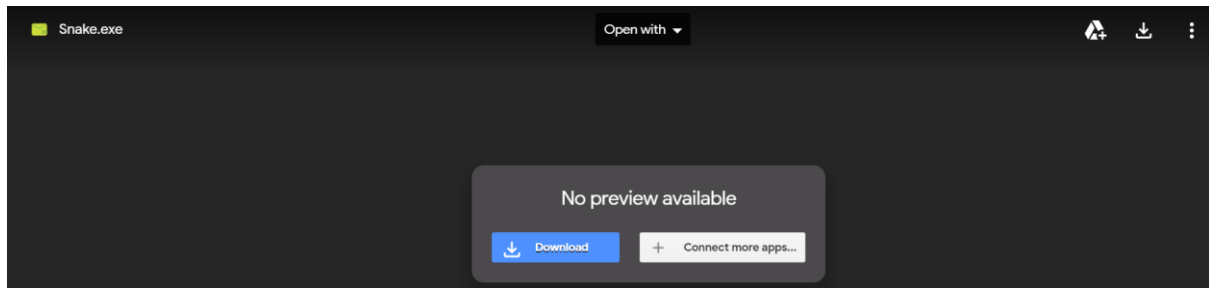 Snake.exe
Open with
No preview available
Download
Connect more apps...